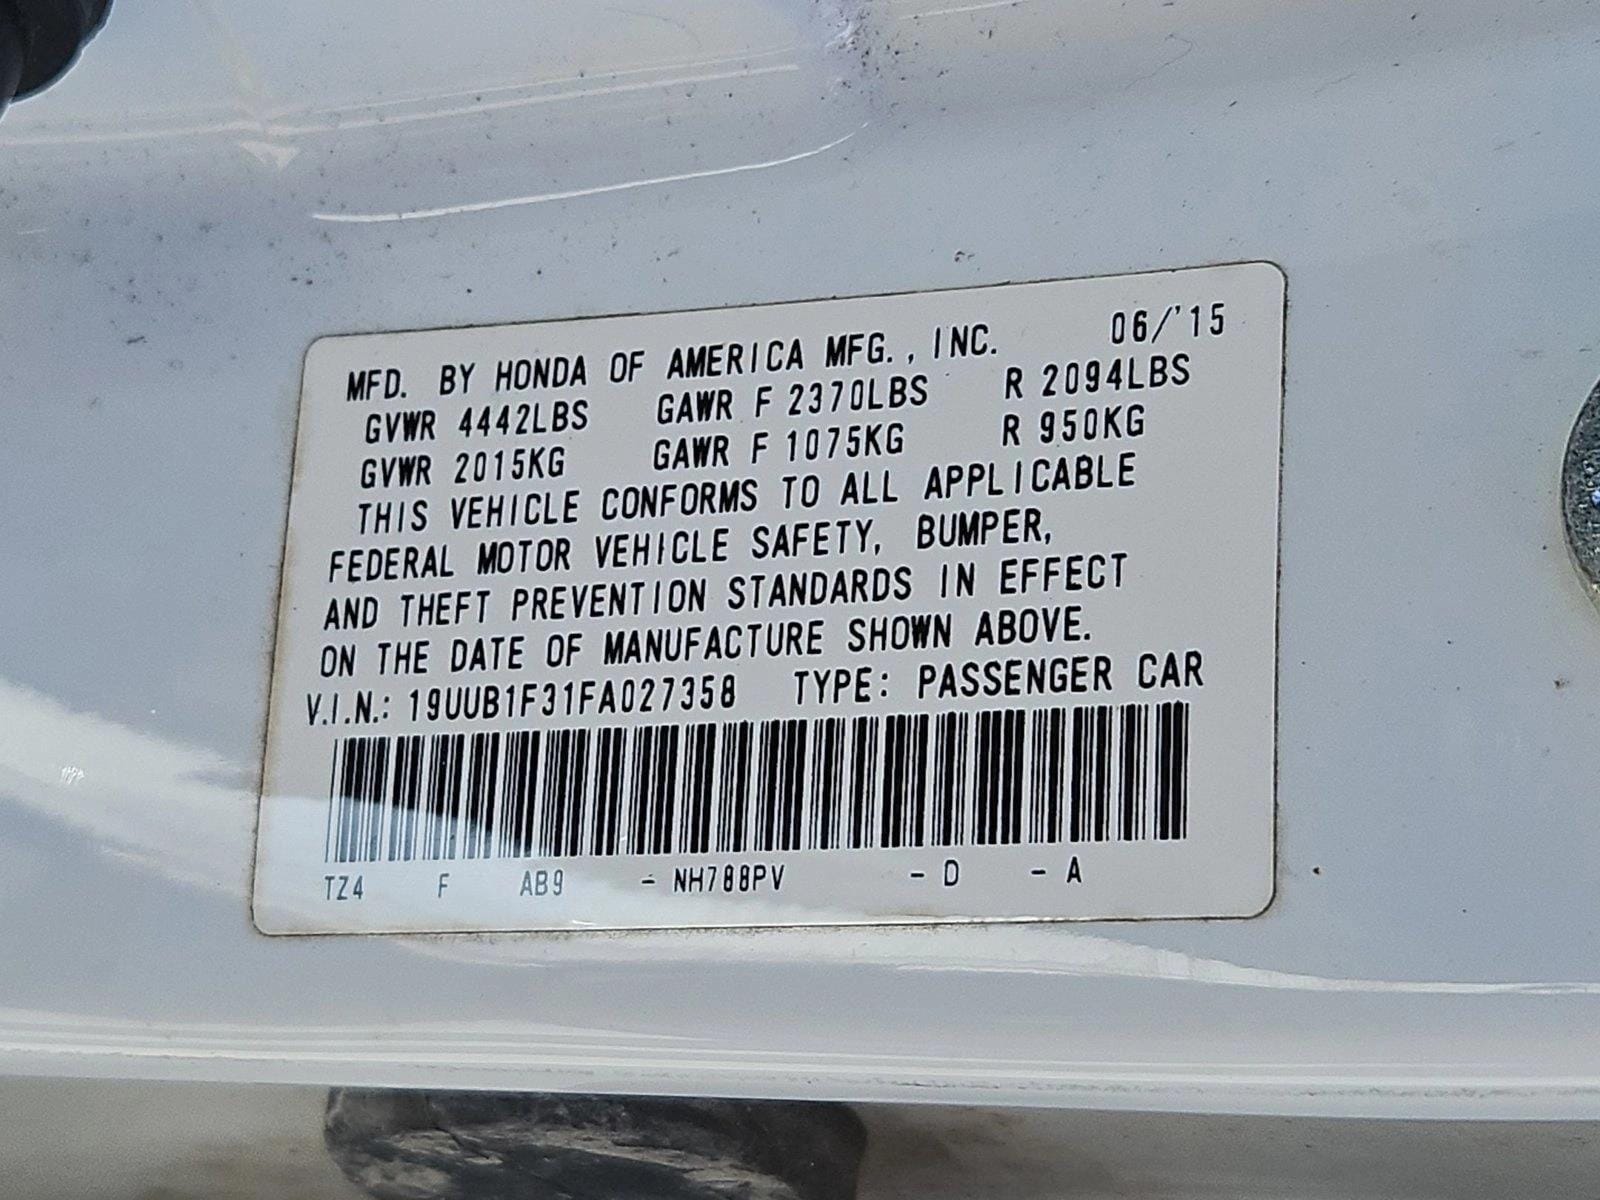 MFD. BY HONDA OF AMERICA MFG., INC. 06/'15
GVWR 4442LBS GAWR F 2370LBS R 2094LBS
GVWR 2015KG GAWR F 1075KG R 950KG
THIS VEHICLE CONFORMS TO ALL APPLICABLE
FEDERAL MOTOR VEHICLE SAFETY, BUMPER,
AND THEFT PREVENTION STANDARDS IN EFFECT
ON THE DATE OF MANUFACTURE SHOWN ABOVE.
V.I.N.: 19UUB1F31FA027358 TYPE: PASSENGER CAR
TZ4 F AB9 - NH788PV - D - A